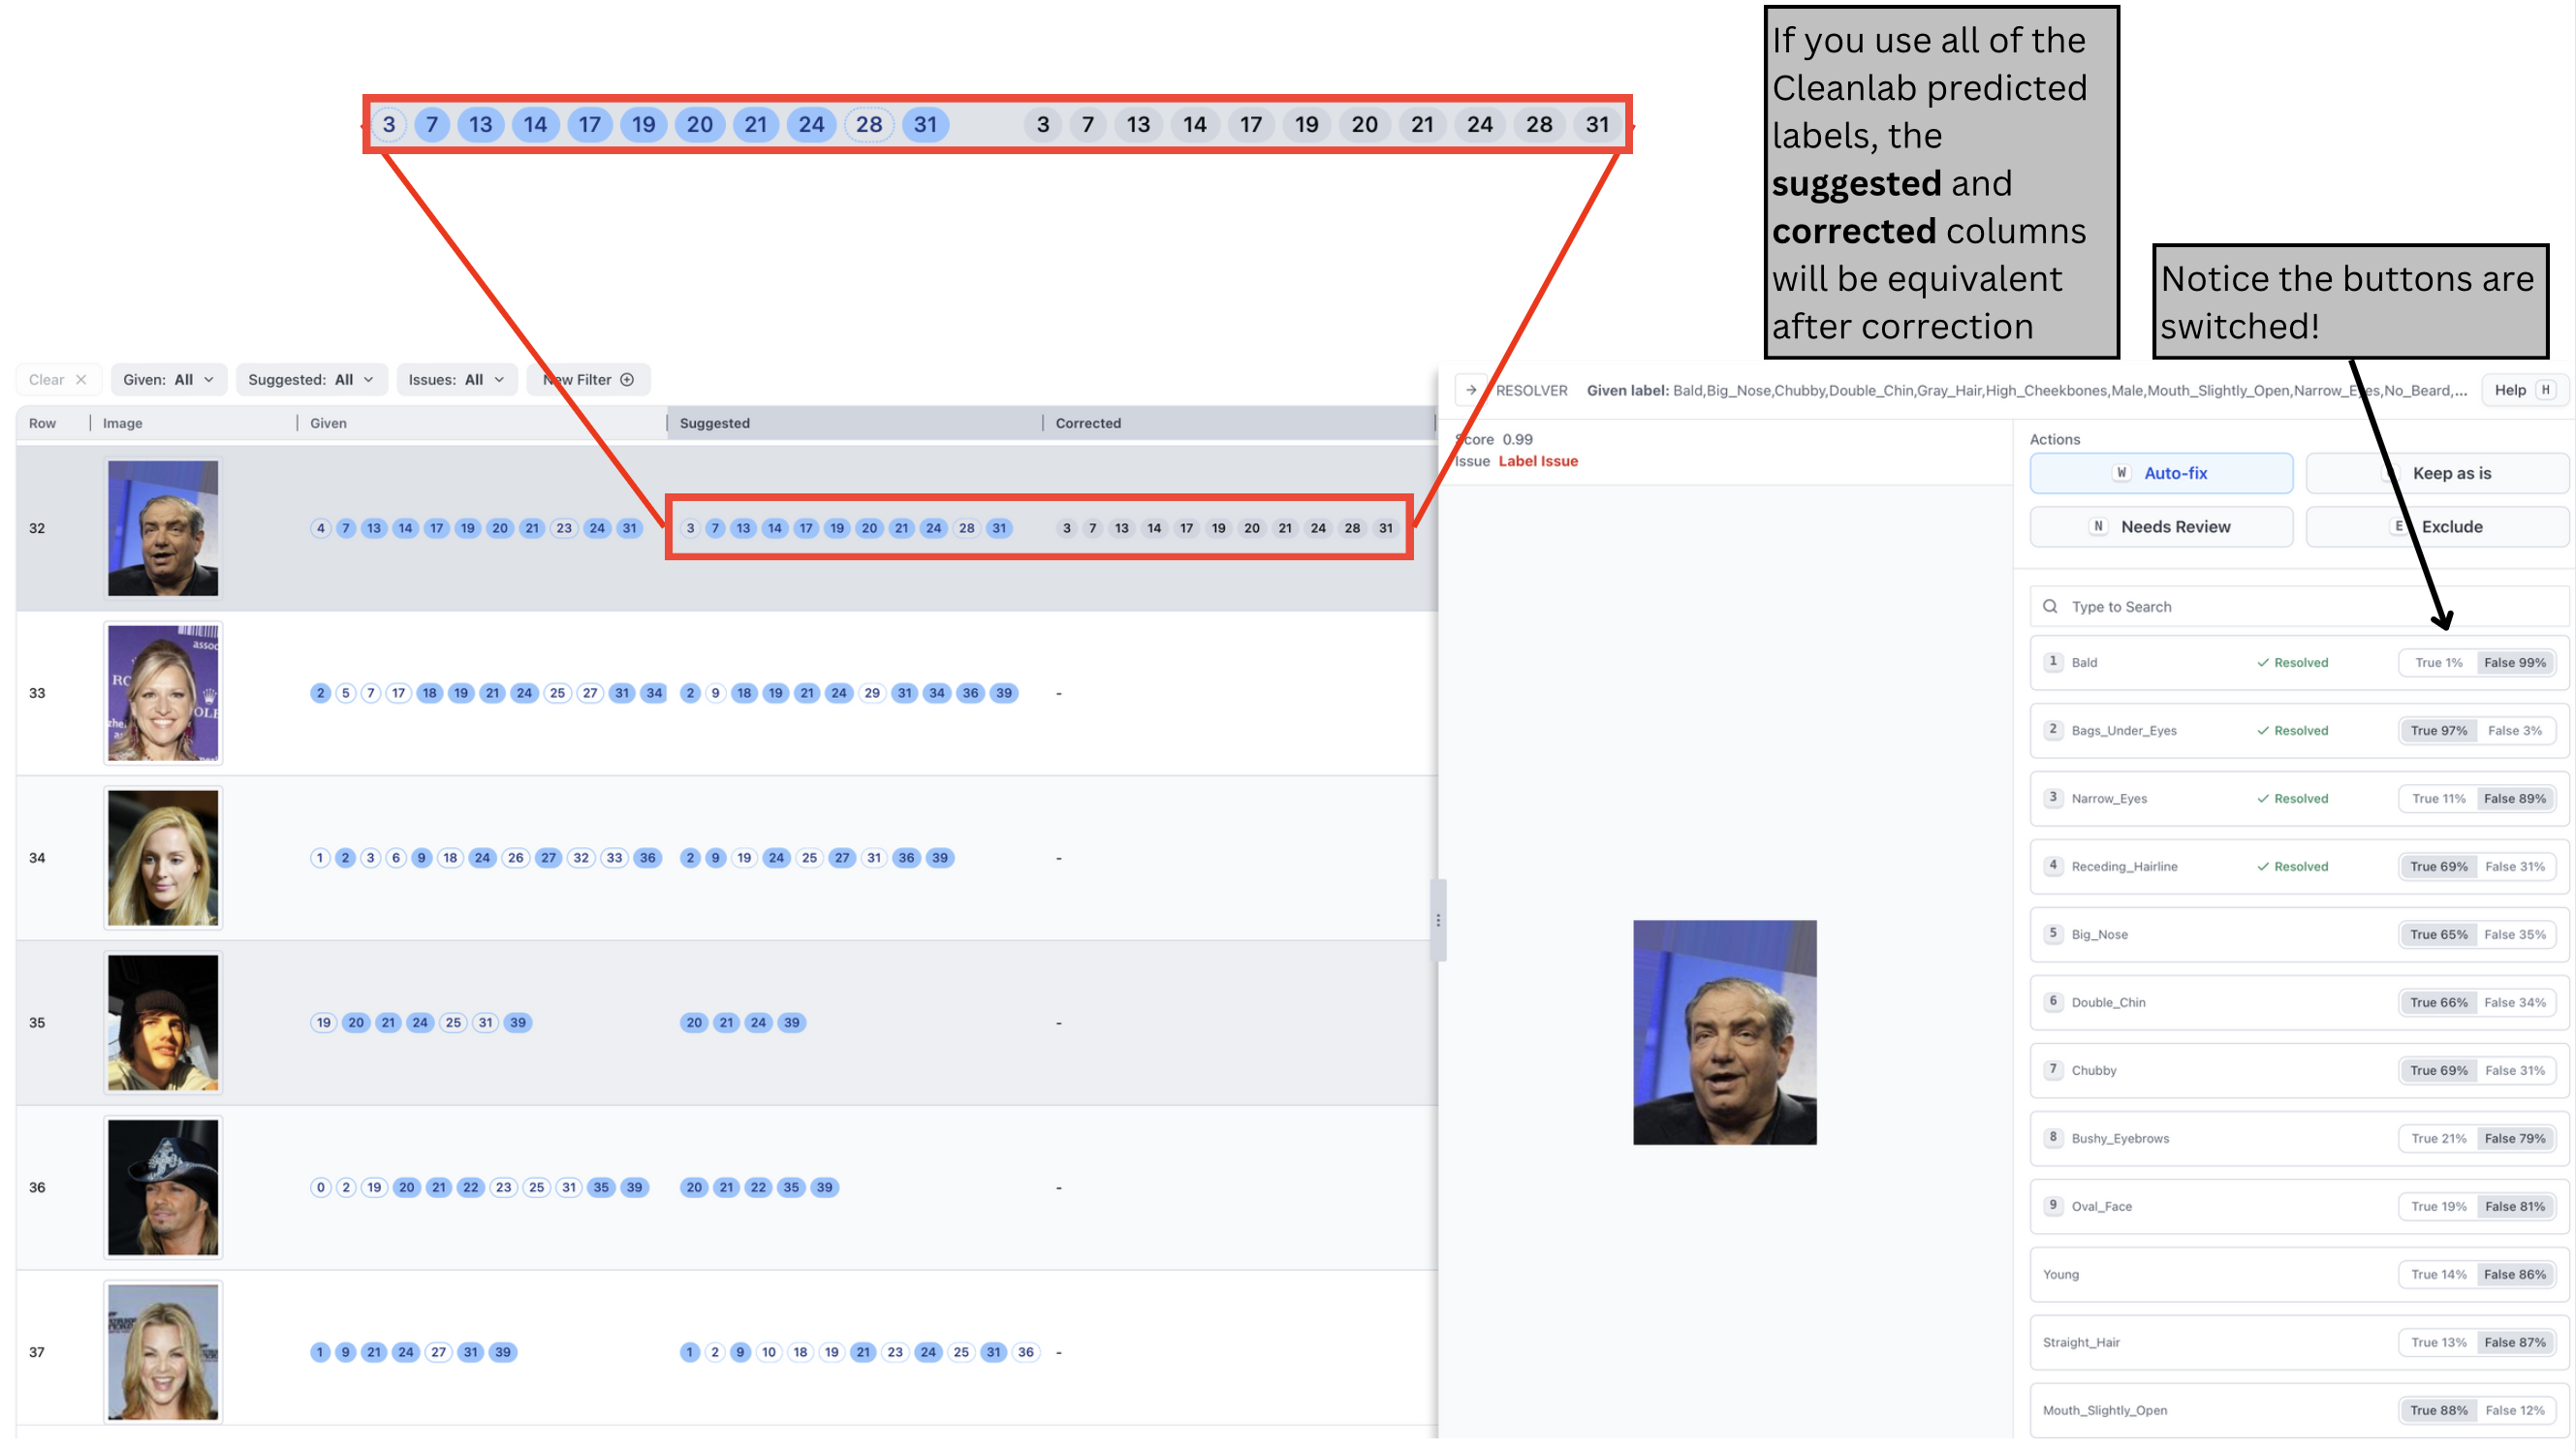 If you use all of the
Cleanlab predicted
labels, the
suggested and
corrected columns
will be equivalent
after correction
Notice the buttons are
switched!
3 7 13 14 17 19 20 21 24 28 31 3 7 13 14 17 19 20 21 24 28 31
Clear Given: All Suggested: All Issues: All New Filter
Row Image Given Suggested Corrected
32 4 7 13 14 17 19 20 21 23 24 31 3 7 13 14 17 19 20 21 24 28 31 3 7 13 14 17 19 20 21 24 28 31
33 2 5 7 17 18 19 21 24 25 27 31 34 2 9 18 19 21 24 29 31 34 36 39 -
34 1 2 3 6 9 18 24 26 27 32 33 36 2 9 19 24 25 27 31 36 39 -
35 19 20 21 24 25 31 39 20 21 24 39 -
36 0 2 19 20 21 22 23 25 31 35 39 20 21 22 35 39 -
37 1 9 21 24 27 31 39 1 2 9 10 18 19 21 23 24 25 31 36 -
RESOLVER Given label: Bald,Big_Nose,Chubby,Double_Chin,Gray_Hair,High_Cheekbones,Male,Mouth_Slightly_Open,Narrow_Eyes,No_Beard,... Help H
Score 0.99
Issue Label Issue
Actions
W Auto-fix Keep as is
N Needs Review E Exclude
Type to Search
1 Bald Resolved True 1% False 99%
2 Bags_Under_Eyes Resolved True 97% False 3%
3 Narrow_Eyes Resolved True 11% False 89%
4 Receding_Hairline Resolved True 69% False 31%
5 Big_Nose True 65% False 35%
6 Double_Chin True 66% False 34%
7 Chubby True 69% False 31%
8 Bushy_Eyebrows True 21% False 79%
9 Oval_Face True 19% False 81%
Young True 14% False 86%
Straight_Hair True 13% False 87%
Mouth_Slightly_Open True 88% False 12%